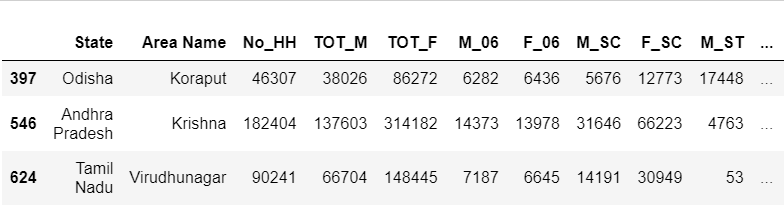 State Area Name No_HH TOT_M TOT_F M_06 F_06 M_SC F_SC M_ST ...
397 Odisha Koraput 46307 38026 86272 6282 6436 5676 12773 17448 ...
546 Andhra Pradesh Krishna 182404 137603 314182 14373 13978 31646 66223 4763 ...
624 Tamil Nadu Virudhunagar 90241 66704 148445 7187 6645 14191 30949 53 ...